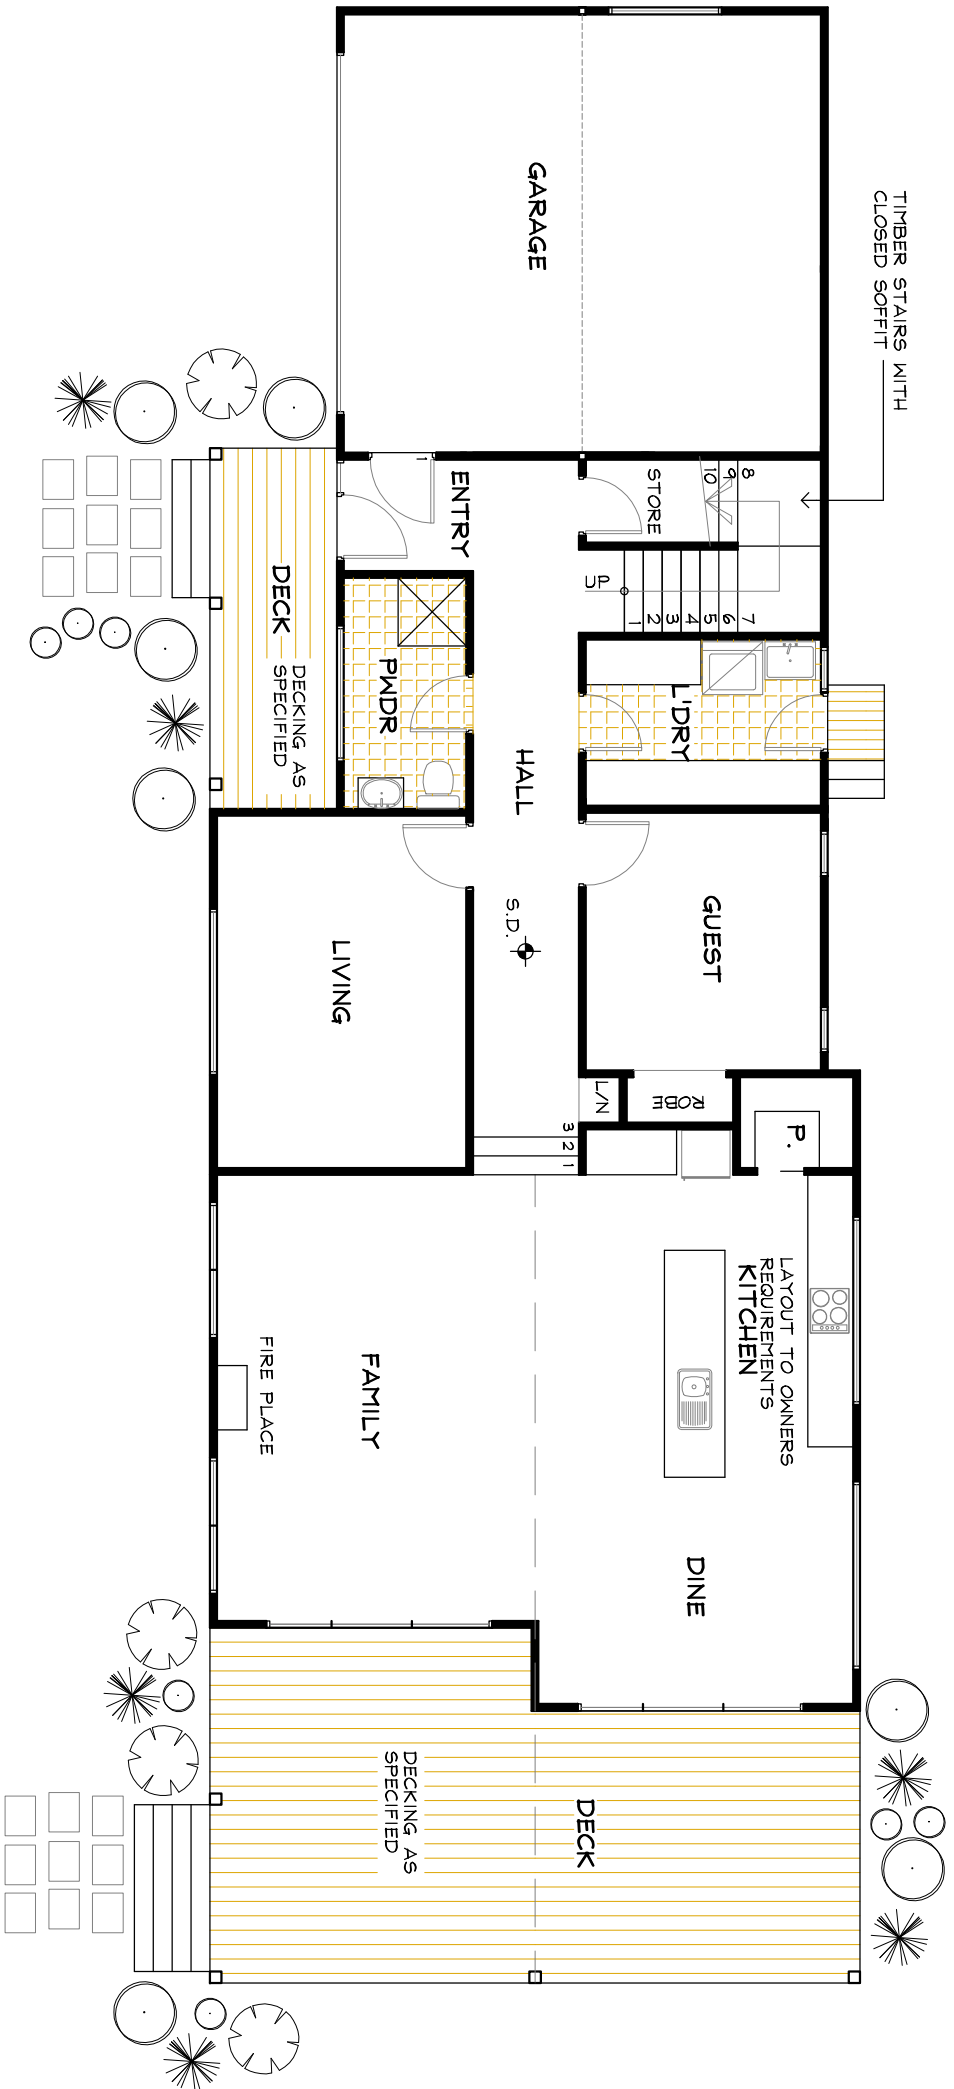 TIMBER STAIRS WITH
CLOSED SOFFIT
GARAGE
STORE
10
9
8
ENTRY
1
UP
1
2
3
4
5
6
7
DECK
DECKING AS
SPECIFIED
PWDR
L'DRY
HALL
S.D.
GUEST
LIVING
L/N
ROBE
P.
3
2
1
LAYOUT TO OWNERS
REQUIREMENTS
KITCHEN
FAMILY
FIRE PLACE
DINE
DECK
DECKING AS
SPECIFIED